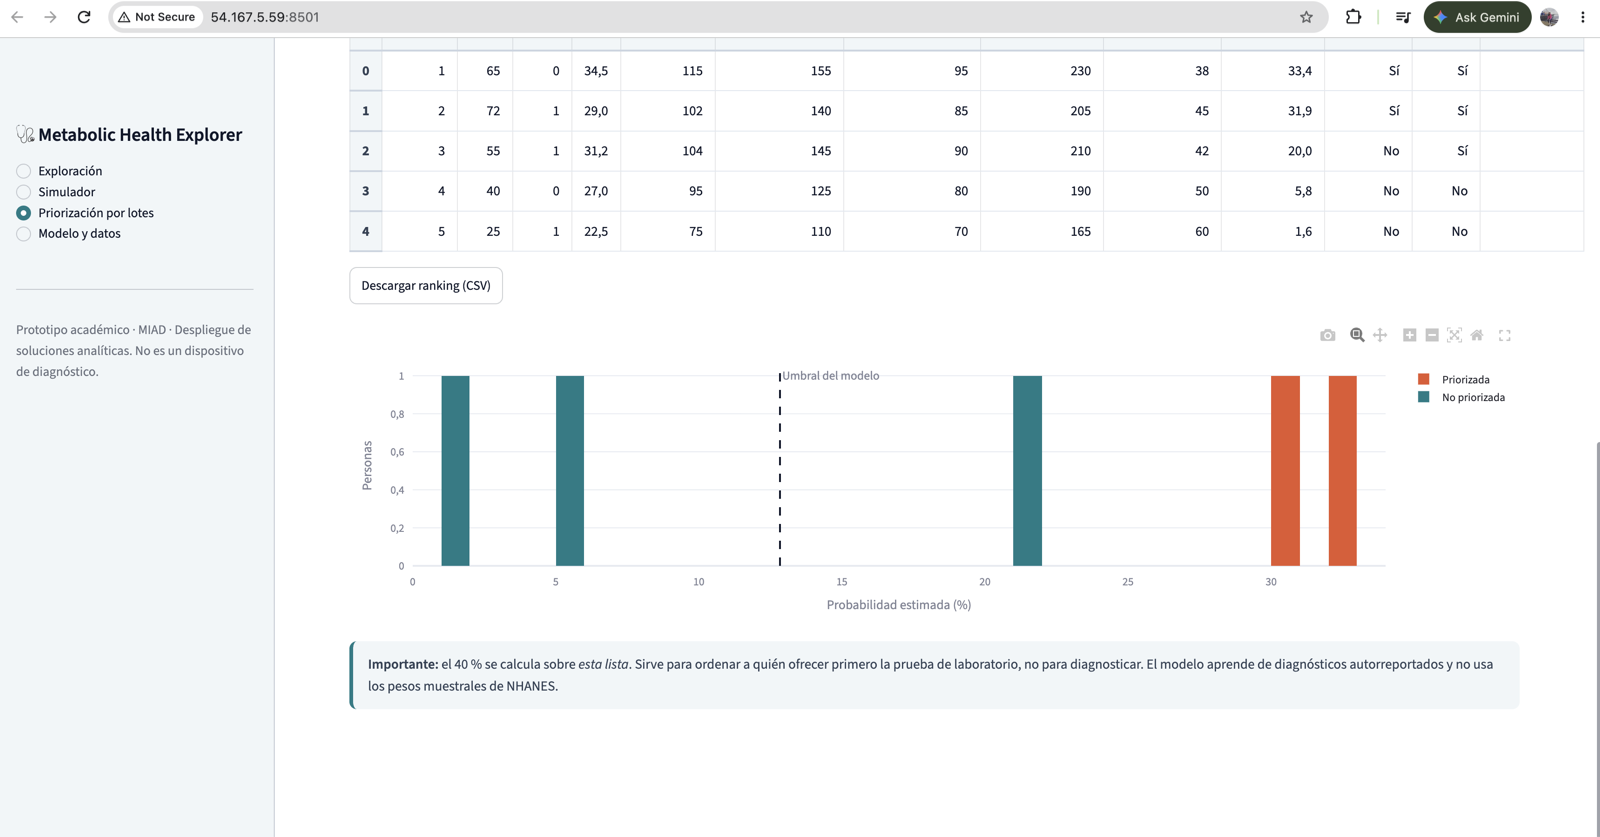 Not Secure
54.167.5.59:8501
Ask Gemini
Metabolic Health Explorer
Exploración
Simulador
Priorización por lotes
Modelo y datos
Prototipo académico · MIAD · Despliegue de
soluciones analíticas. No es un dispositivo
de diagnóstico.
0 1 65 0 34,5 115 155 95 230 38 33,4 Sí Sí
1 2 72 1 29,0 102 140 85 205 45 31,9 Sí Sí
2 3 55 1 31,2 104 145 90 210 42 20,0 No Sí
3 4 40 0 27,0 95 125 80 190 50 5,8 No No
4 5 25 1 22,5 75 110 70 165 60 1,6 No No
Descargar ranking (CSV)
Umbral del modelo
Priorizada
No priorizada
Personas
1
0,8
0,6
0,4
0,2
0
0 5 10 15 20 25 30
Probabilidad estimada (%)
Importante: el 40 % se calcula sobre esta lista. Sirve para ordenar a quién ofrecer primero la prueba de laboratorio, no para diagnosticar. El modelo aprende de diagnósticos autorreportados y no usa
los pesos muestrales de NHANES.